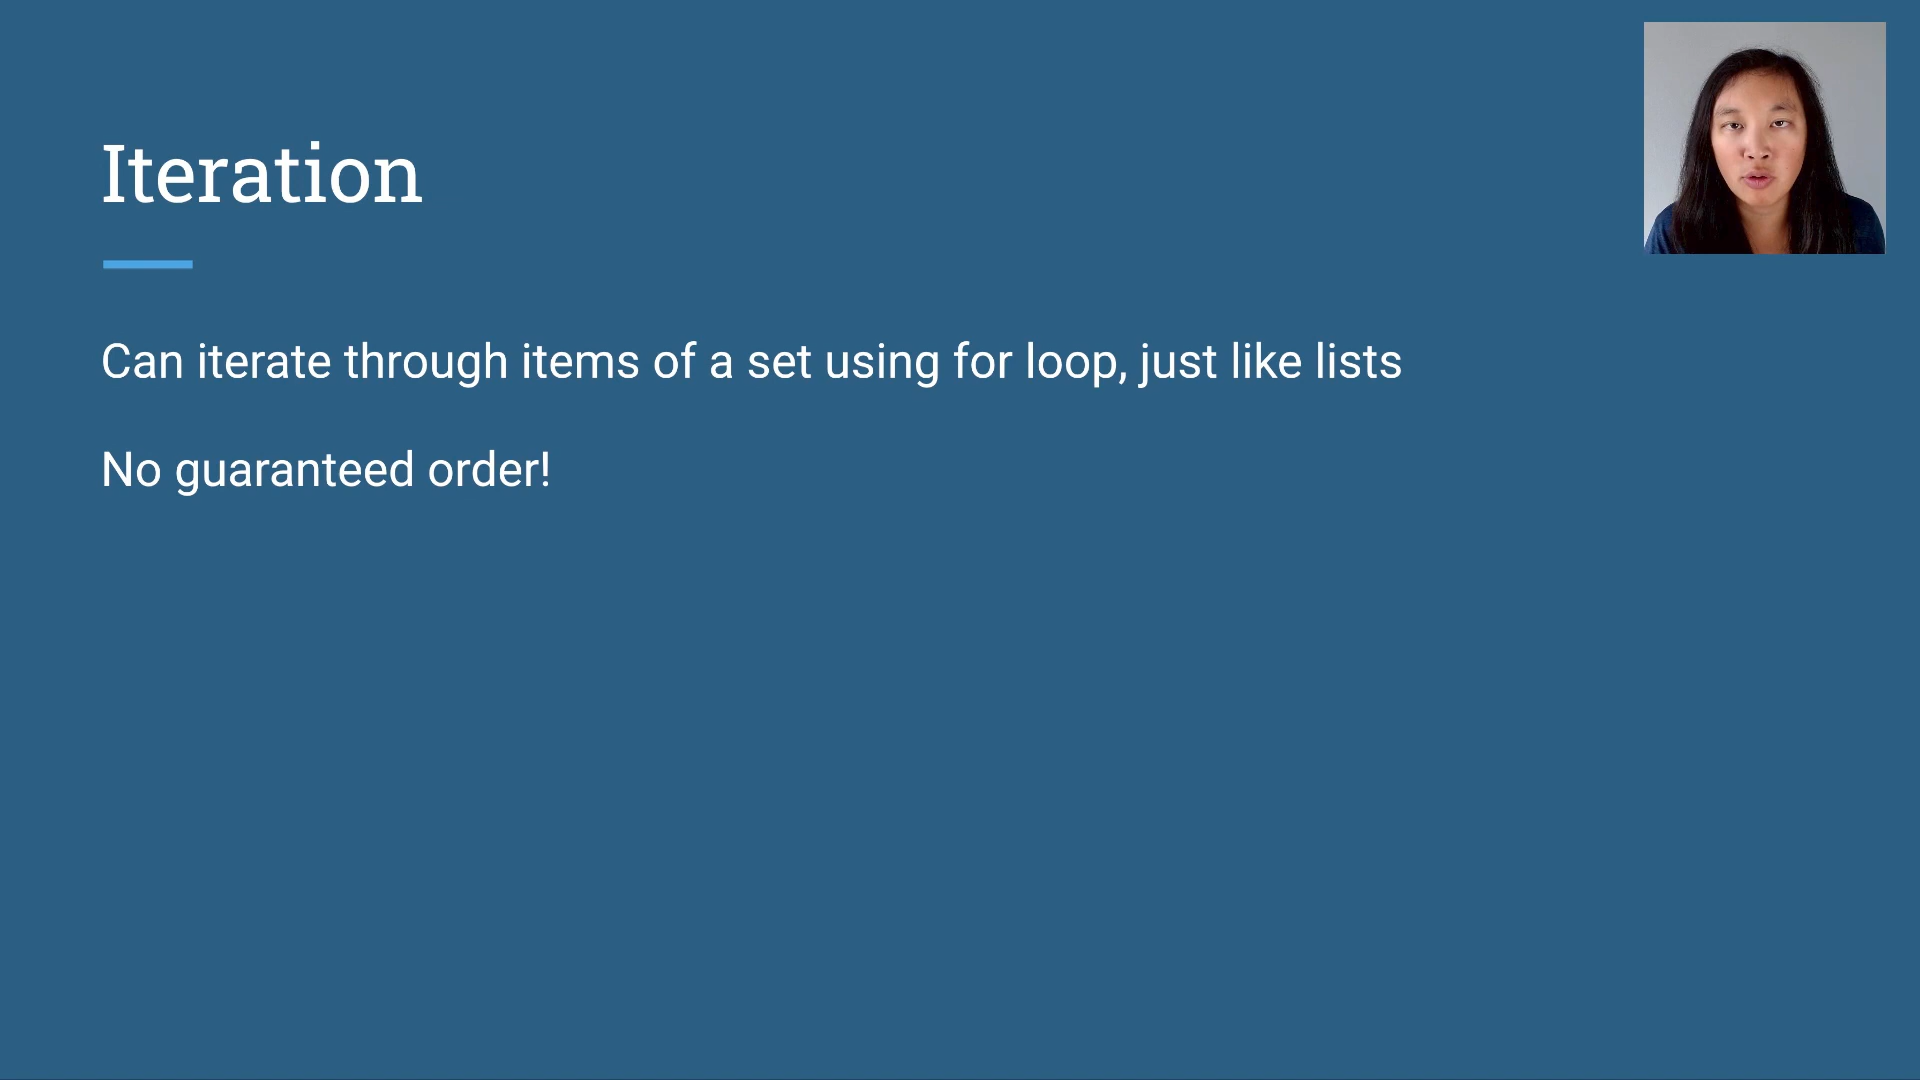 Iteration
Can iterate through items of a set using for loop, just like lists
No guaranteed order!